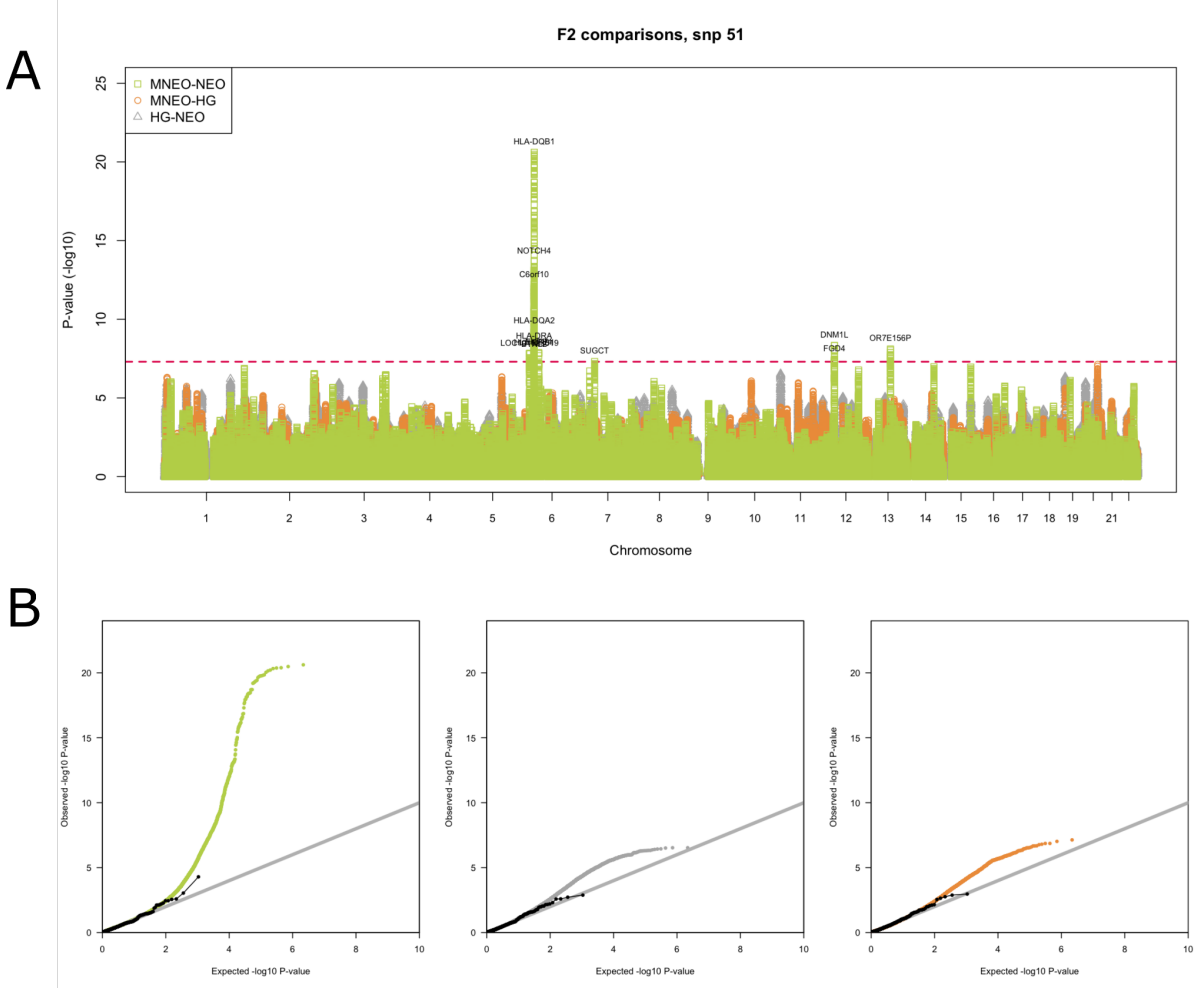 A
F2 comparisons, snp 51
25
20
15
10
5
0
P-value (-log10)
MNEO-NEO
MNEO-HG
HG-NEO
HLA-DQB1
NOTCH4
C6orf10
HLA-DQA2
HLA-DRA
SUGCT
DNM1L
FGD4
OR7E156P
1 2 3 4 5 6 7 8 9 10 11 12 13 14 15 16 17 18 19 21
Chromosome
B
Observed -log10 P-value
20
15
10
5
0
0 2 4 6 8 10
Expected -log10 P-value
Observed -log10 P-value
20
15
10
5
0
0 2 4 6 8 10
Expected -log10 P-value
Observed -log10 P-value
20
15
10
5
0
0 2 4 6 8 10
Expected -log10 P-value